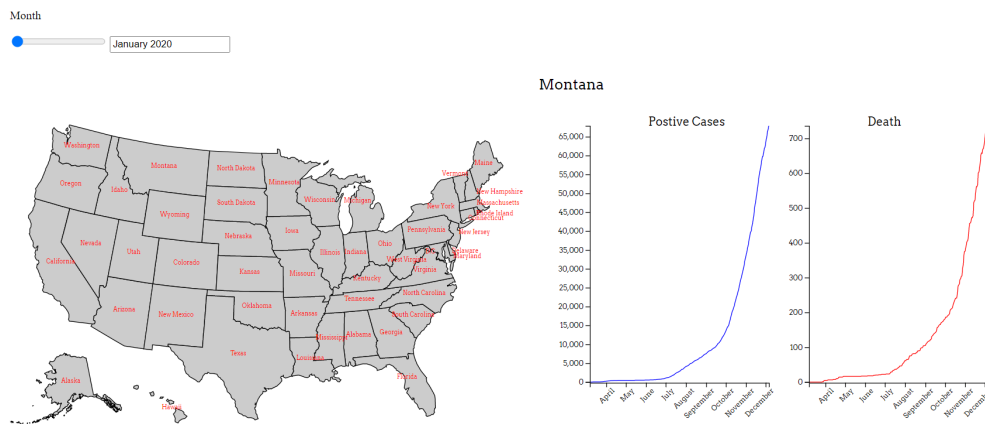 Month
January 2020
Montana
Washington
Oregon
California
Nevada
Idaho
Montana
Wyoming
Utah
Colorado
Arizona
New Mexico
North Dakota
South Dakota
Nebraska
Kansas
Oklahoma
Texas
Minnesota
Iowa
Missouri
Arkansas
Louisiana
Wisconsin
Illinois
Michigan
Indiana
Ohio
Kentucky
Tennessee
Mississippi
Alabama
Georgia
Florida
South Carolina
North Carolina
Virginia
West Virginia
Pennsylvania
New York
Vermont
Maine
New Hampshire
Massachusetts
Rhode Island
Connecticut
New Jersey
Delaware
Maryland
Alaska
Hawaii
Postive Cases
65,000
60,000
55,000
50,000
45,000
40,000
35,000
30,000
25,000
20,000
15,000
10,000
5,000
0
April
May
June
July
August
September
October
November
December
Death
700
600
500
400
300
200
100
0
April
May
June
July
August
September
October
November